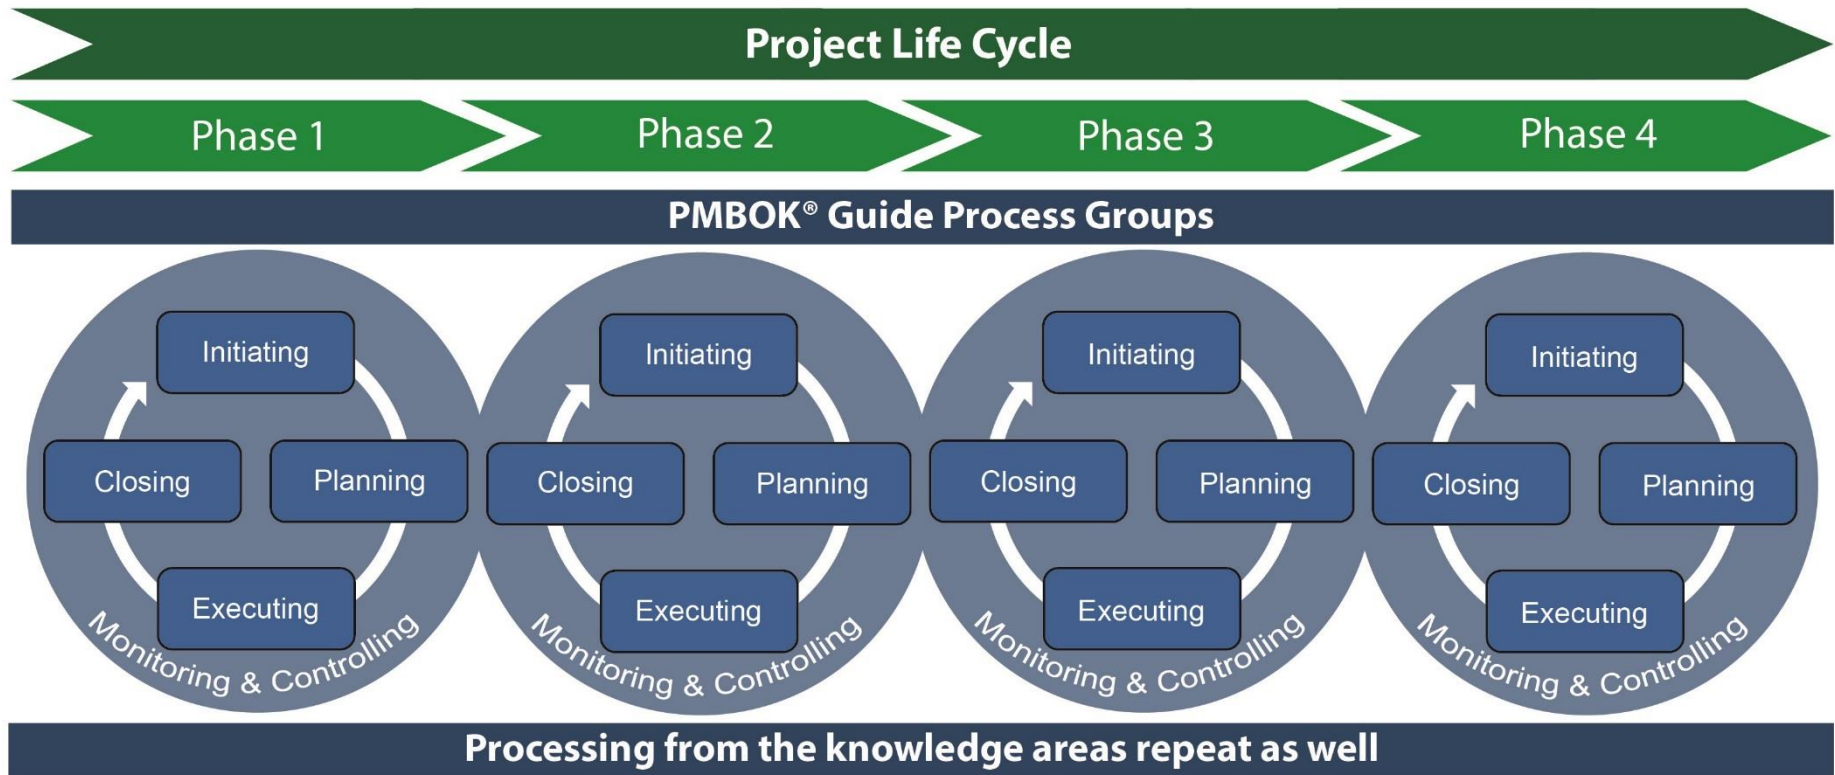 Project Life Cycle
Phase 1
Phase 2
Phase 3
Phase 4
PMBOK® Guide Process Groups
Initiating
Closing
Planning
Executing
Monitoring & Controlling
Initiating
Closing
Planning
Executing
Monitoring & Controlling
Initiating
Closing
Planning
Executing
Monitoring & Controlling
Initiating
Closing
Planning
Executing
Monitoring & Controlling
Processing from the knowledge areas repeat as well